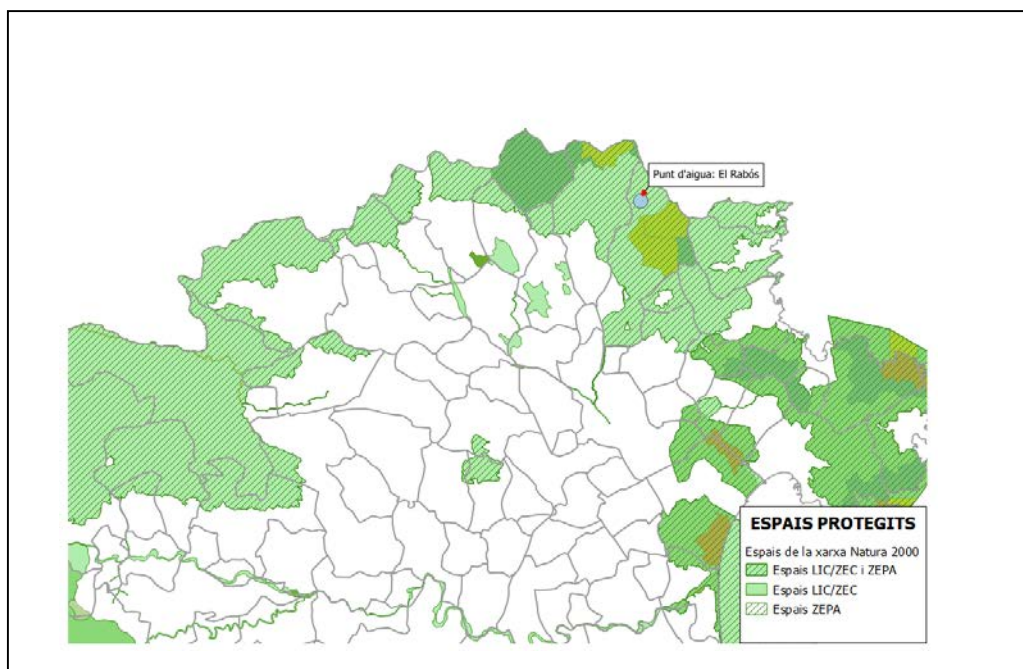 Punt d'aigua: El Rabós
ESPAIS PROTEGITS
Espais de la xarxa Natura 2000
Espais LIC/ZEC i ZEPA
Espais LIC/ZEC
Espais ZEPA